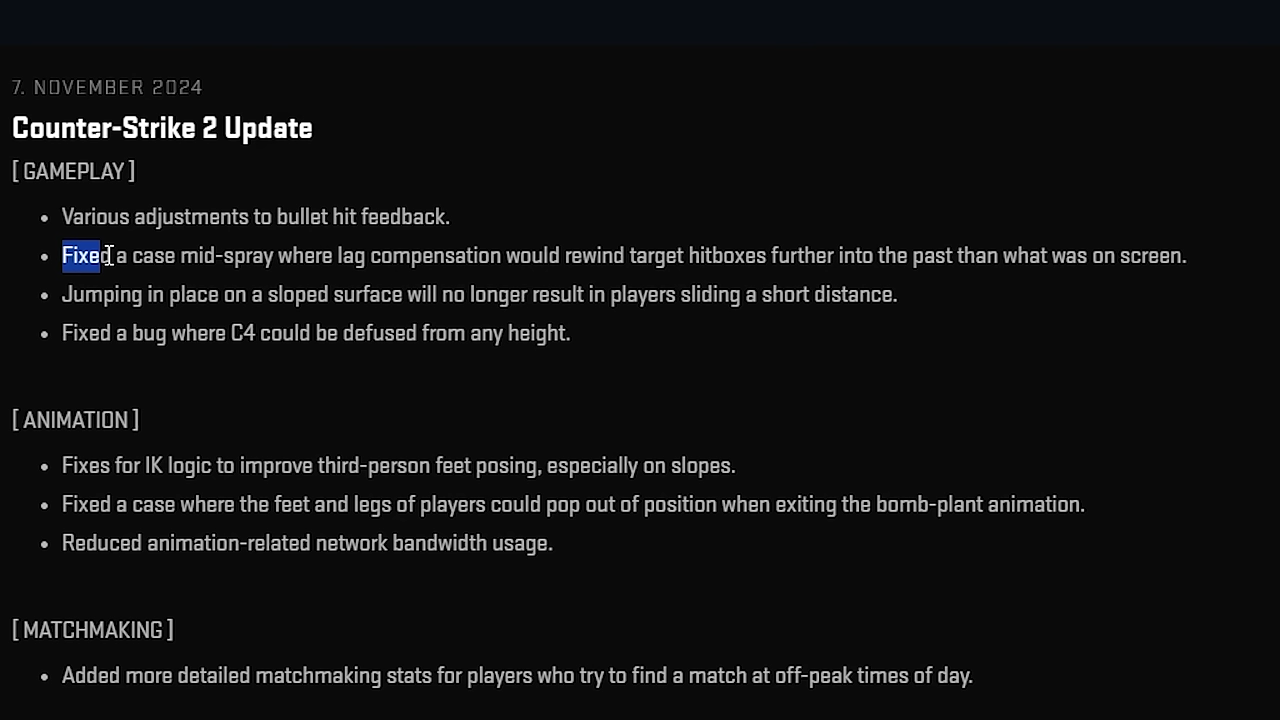 7. NOVEMBER 2024
Counter-Strike 2 Update
[ GAMEPLAY ]
• Various adjustments to bullet hit feedback.
• Fixed a case mid-spray where lag compensation would rewind target hitboxes further into the past than what was on screen.
• Jumping in place on a sloped surface will no longer result in players sliding a short distance.
• Fixed a bug where C4 could be defused from any height.
[ ANIMATION ]
• Fixes for IK logic to improve third-person feet posing, especially on slopes.
• Fixed a case where the feet and legs of players could pop out of position when exiting the bomb-plant animation.
• Reduced animation-related network bandwidth usage.
[ MATCHMAKING ]
• Added more detailed matchmaking stats for players who try to find a match at off-peak times of day.